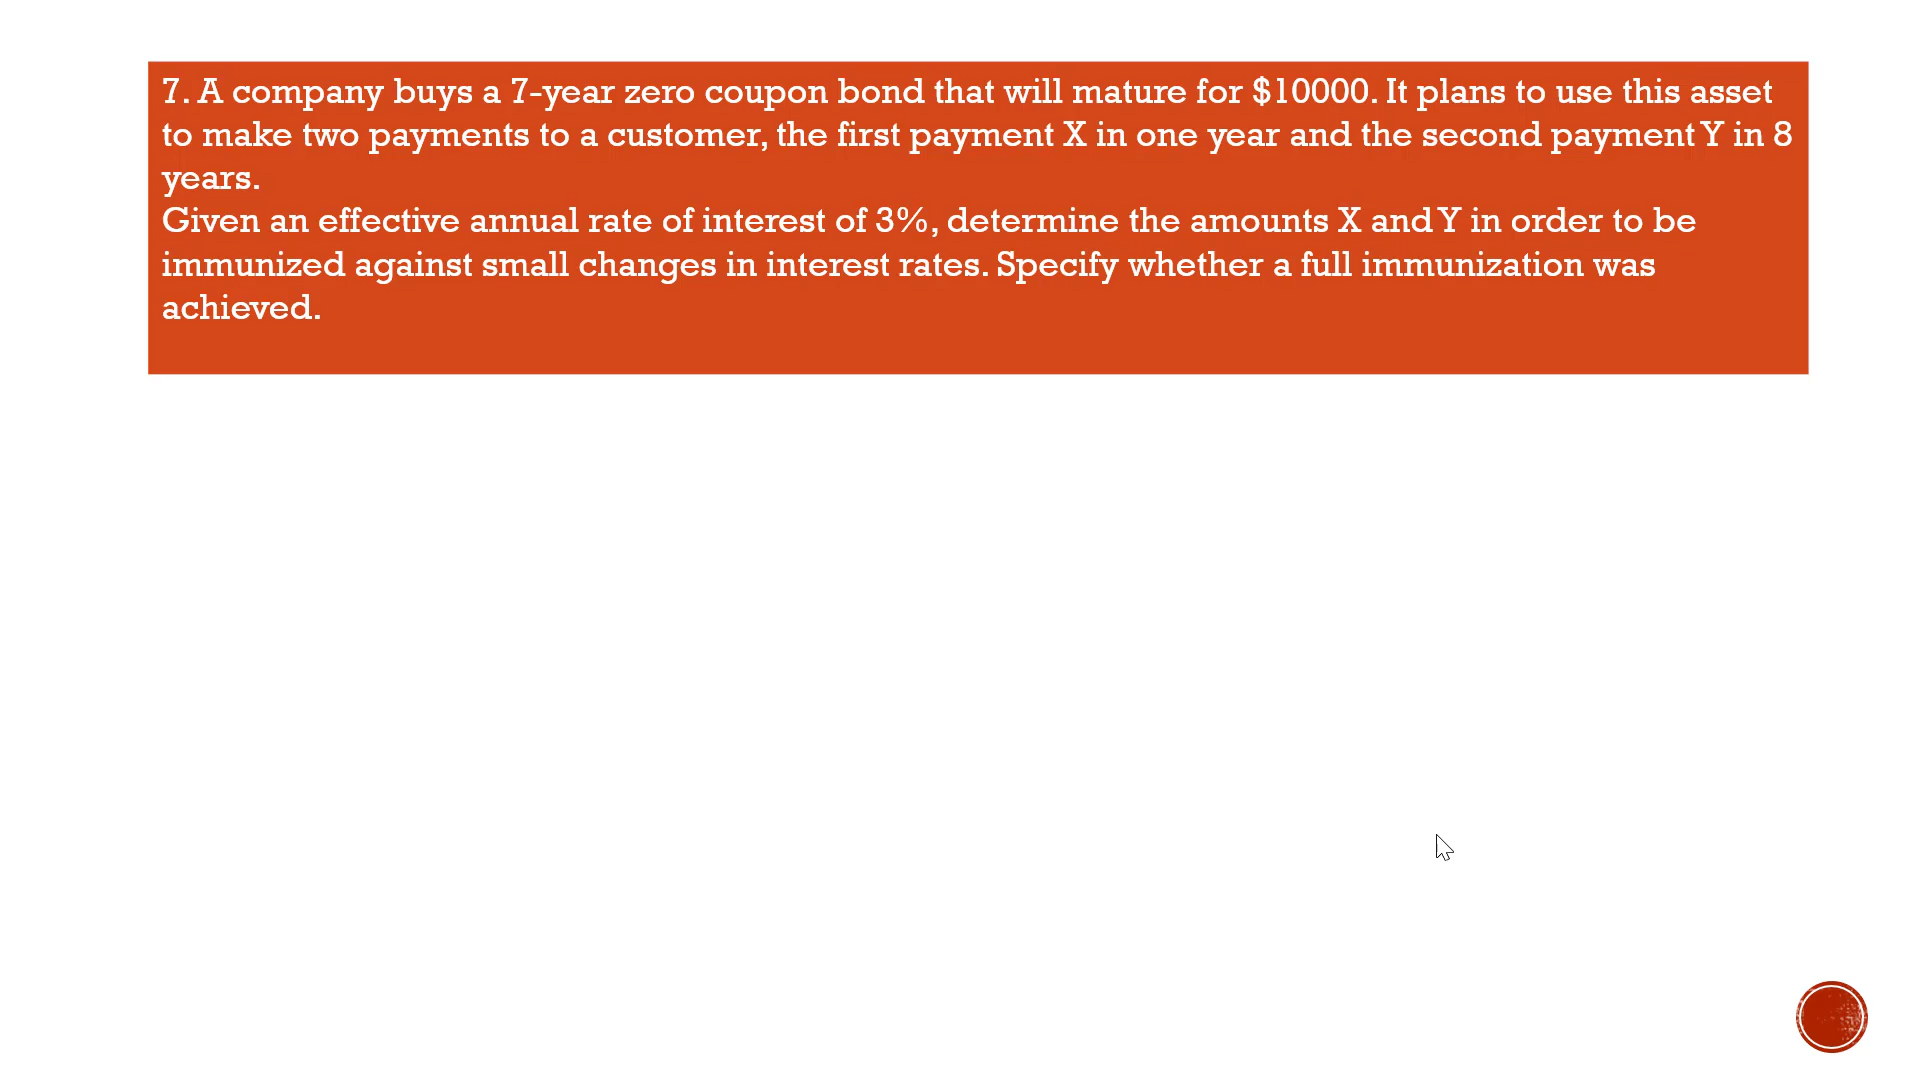 7. A company buys a 7-year zero coupon bond that will mature for $10000. It plans to use this asset
to make two payments to a customer, the first payment X in one year and the second payment Y in 8
years.
Given an effective annual rate of interest of 3%, determine the amounts X and Y in order to be
immunized against small changes in interest rates. Specify whether a full immunization was
achieved.